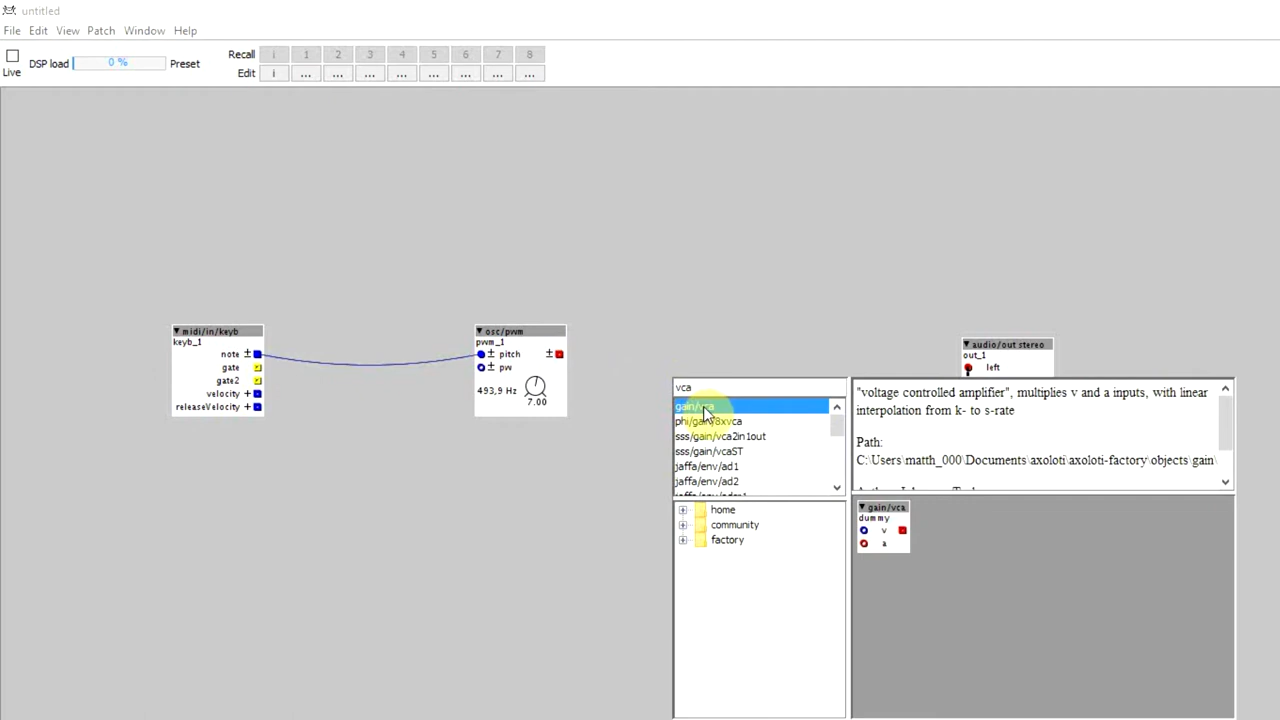 untitled
File Edit View Patch Window Help
Live
DSP load 0 % Preset
Recall i 1 2 3 4 5 6 7 8
Edit i ... ... ... ... ... ... ... ...
midi/in/keyb
keyb_1
note
gate
gate2
velocity
releaseVelocity
osc/pwm
pwm_1
pitch
pw
493,9 Hz
7.00
audio/out stereo
out_1
left
vca
gain/vca
phi/gain/8xvca
sss/gain/vca2in1out
sss/gain/vcaST
jaffa/env/ad1
jaffa/env/ad2
home
community
factory
"voltage controlled amplifier", multiplies v and a inputs, with linear
interpolation from k- to s-rate
Path:
C:\Users\matth_000\Documents\axoloti\axoloti-factory\objects\gain\
gain/vca
dummy
v
a